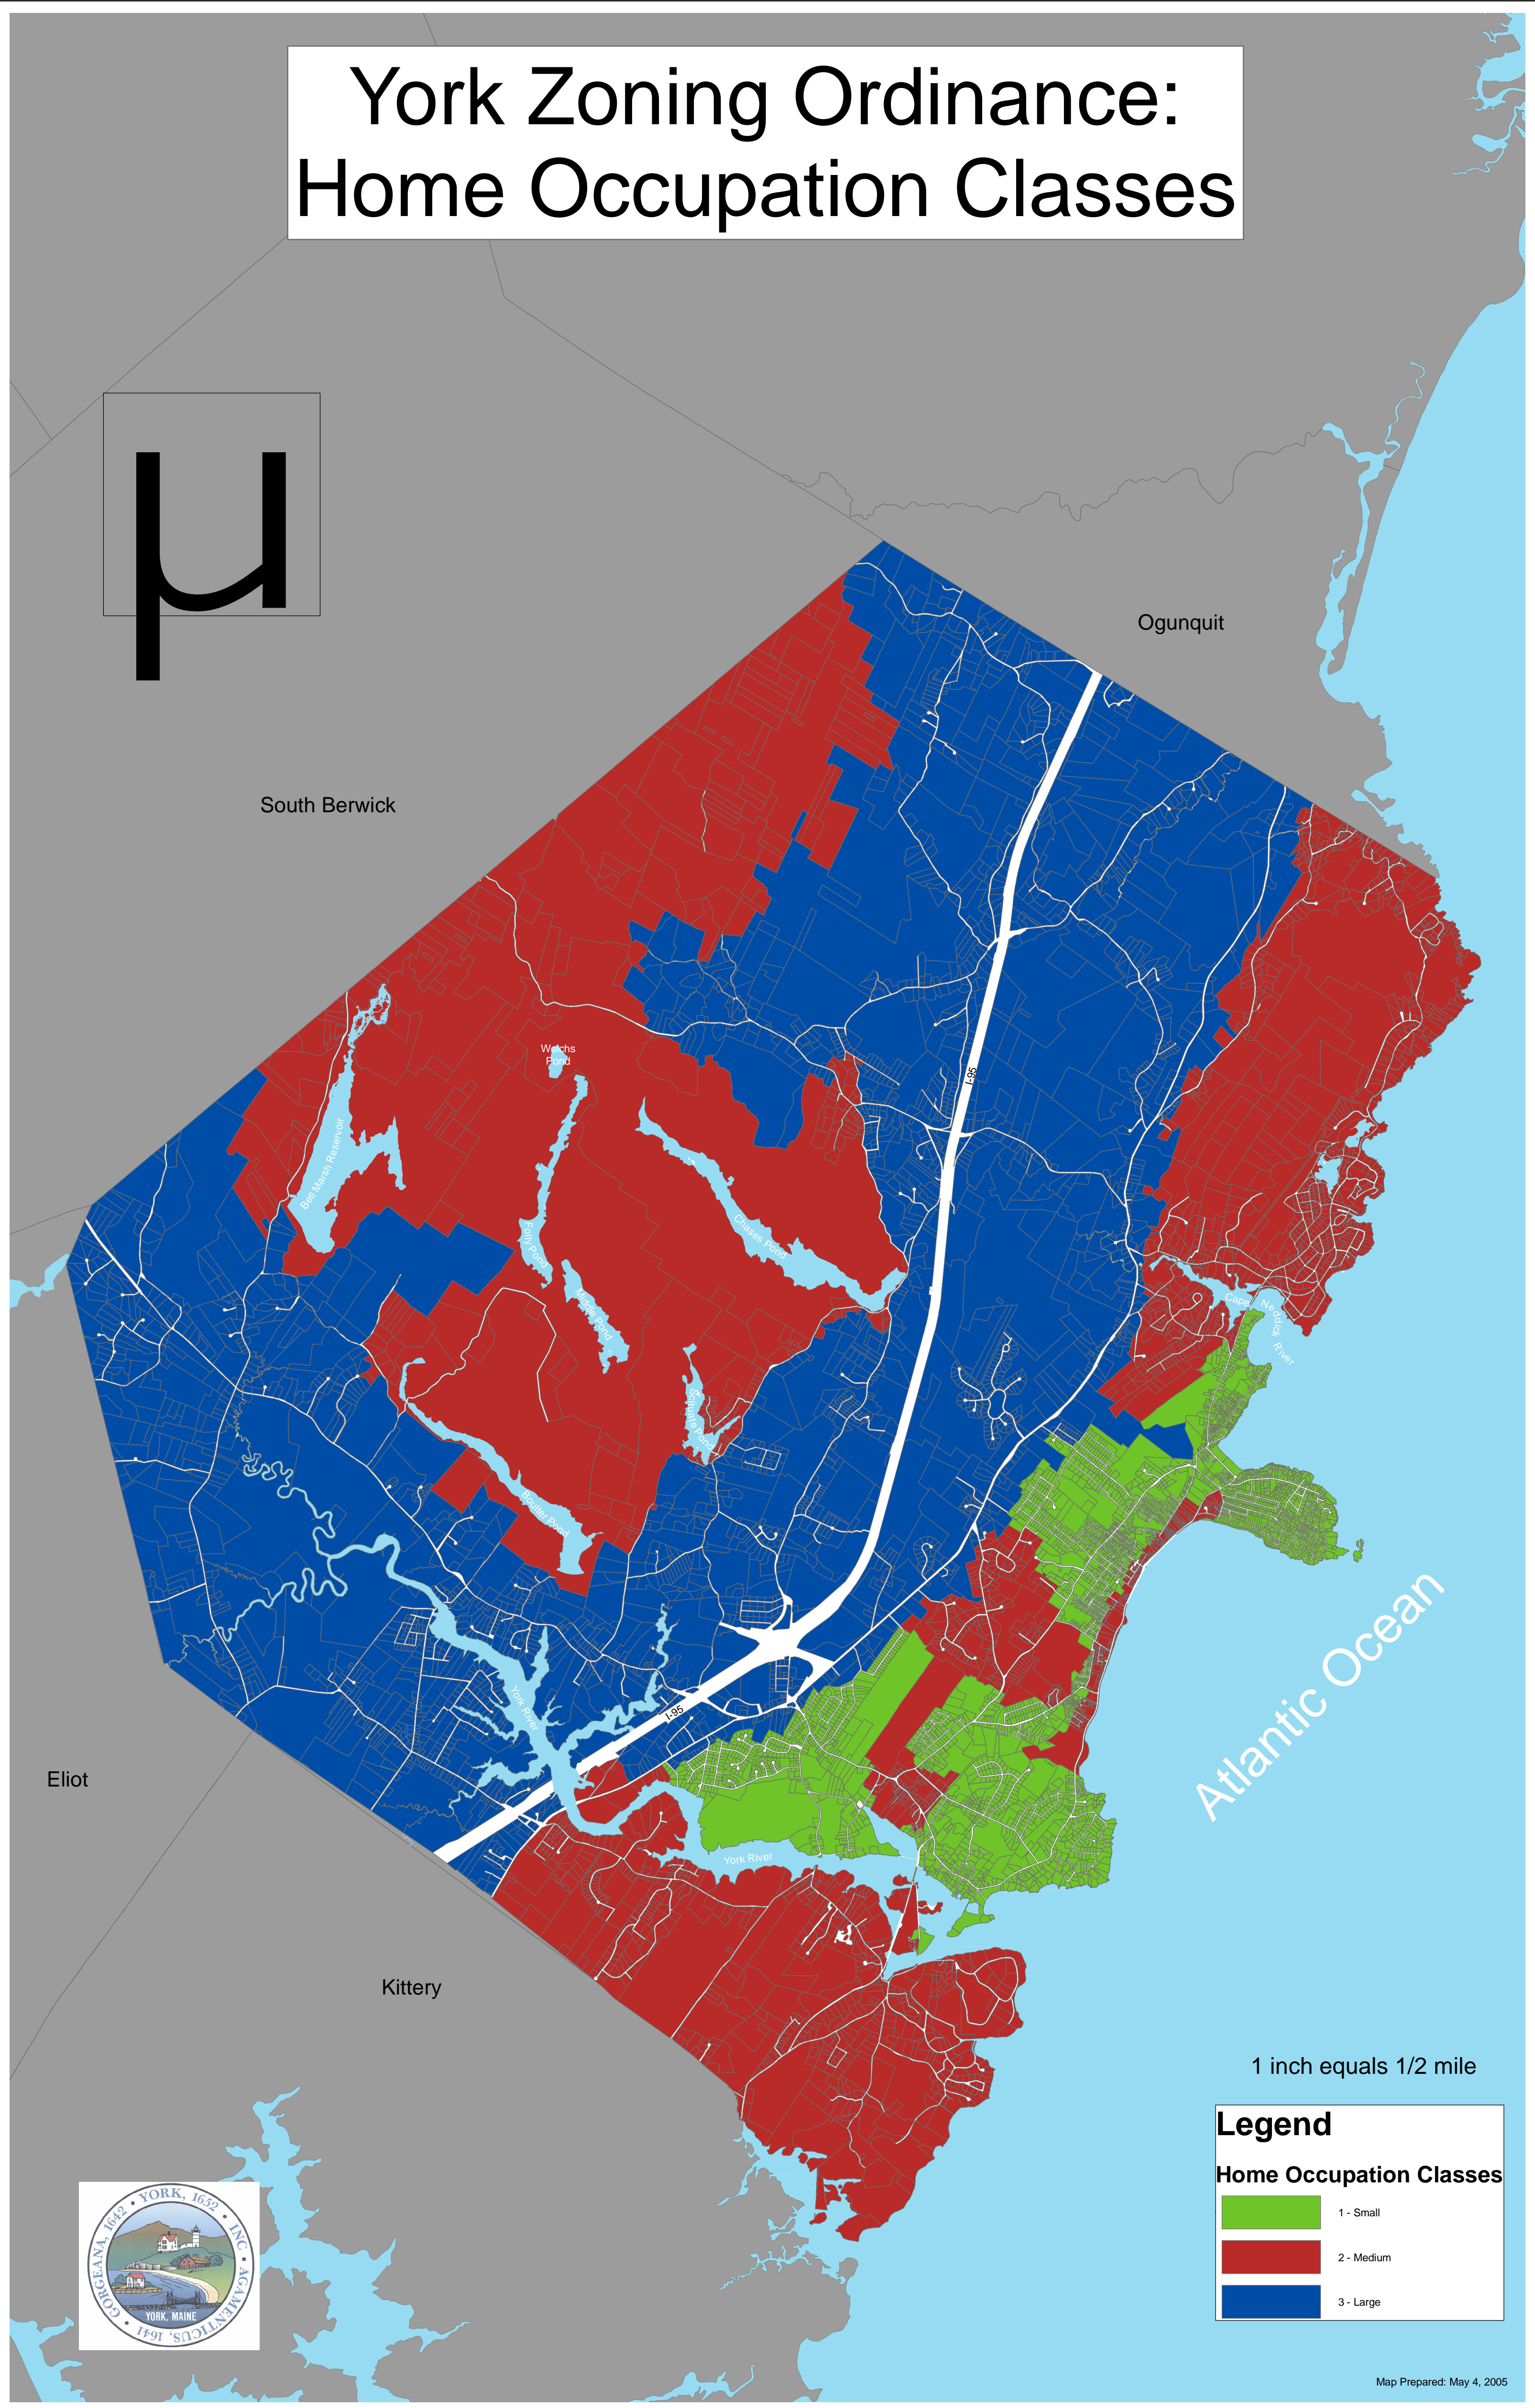 York Zoning Ordinance:
Home Occupation Classes
µ
Ogunquit
South Berwick
Welchs
Pond
I-95
Bell Marsh Reservoir
Chases Pond
Folly Pond
Middle Pond
Cape Neddick River
Scituate Pond
Boulter Pond
Atlantic Ocean
York River
I-95
Eliot
York River
Kittery
1 inch equals 1/2 mile
Legend
Home Occupation Classes
1 - Small
2 - Medium
3 - Large
GORGEANA, 1642 • YORK, 1652 • INC • AGAMENTICUS, 1641 •
YORK, MAINE
Map Prepared: May 4, 2005